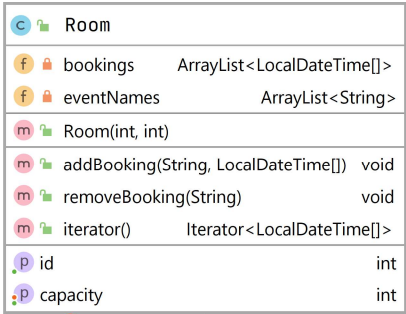 c Room
f bookings ArrayList<LocalDateTime[]>
f eventNames ArrayList<String>
m Room(int, int)
m addBooking(String, LocalDateTime[]) void
m removeBooking(String) void
m iterator() Iterator<LocalDateTime[]>
p id int
p capacity int